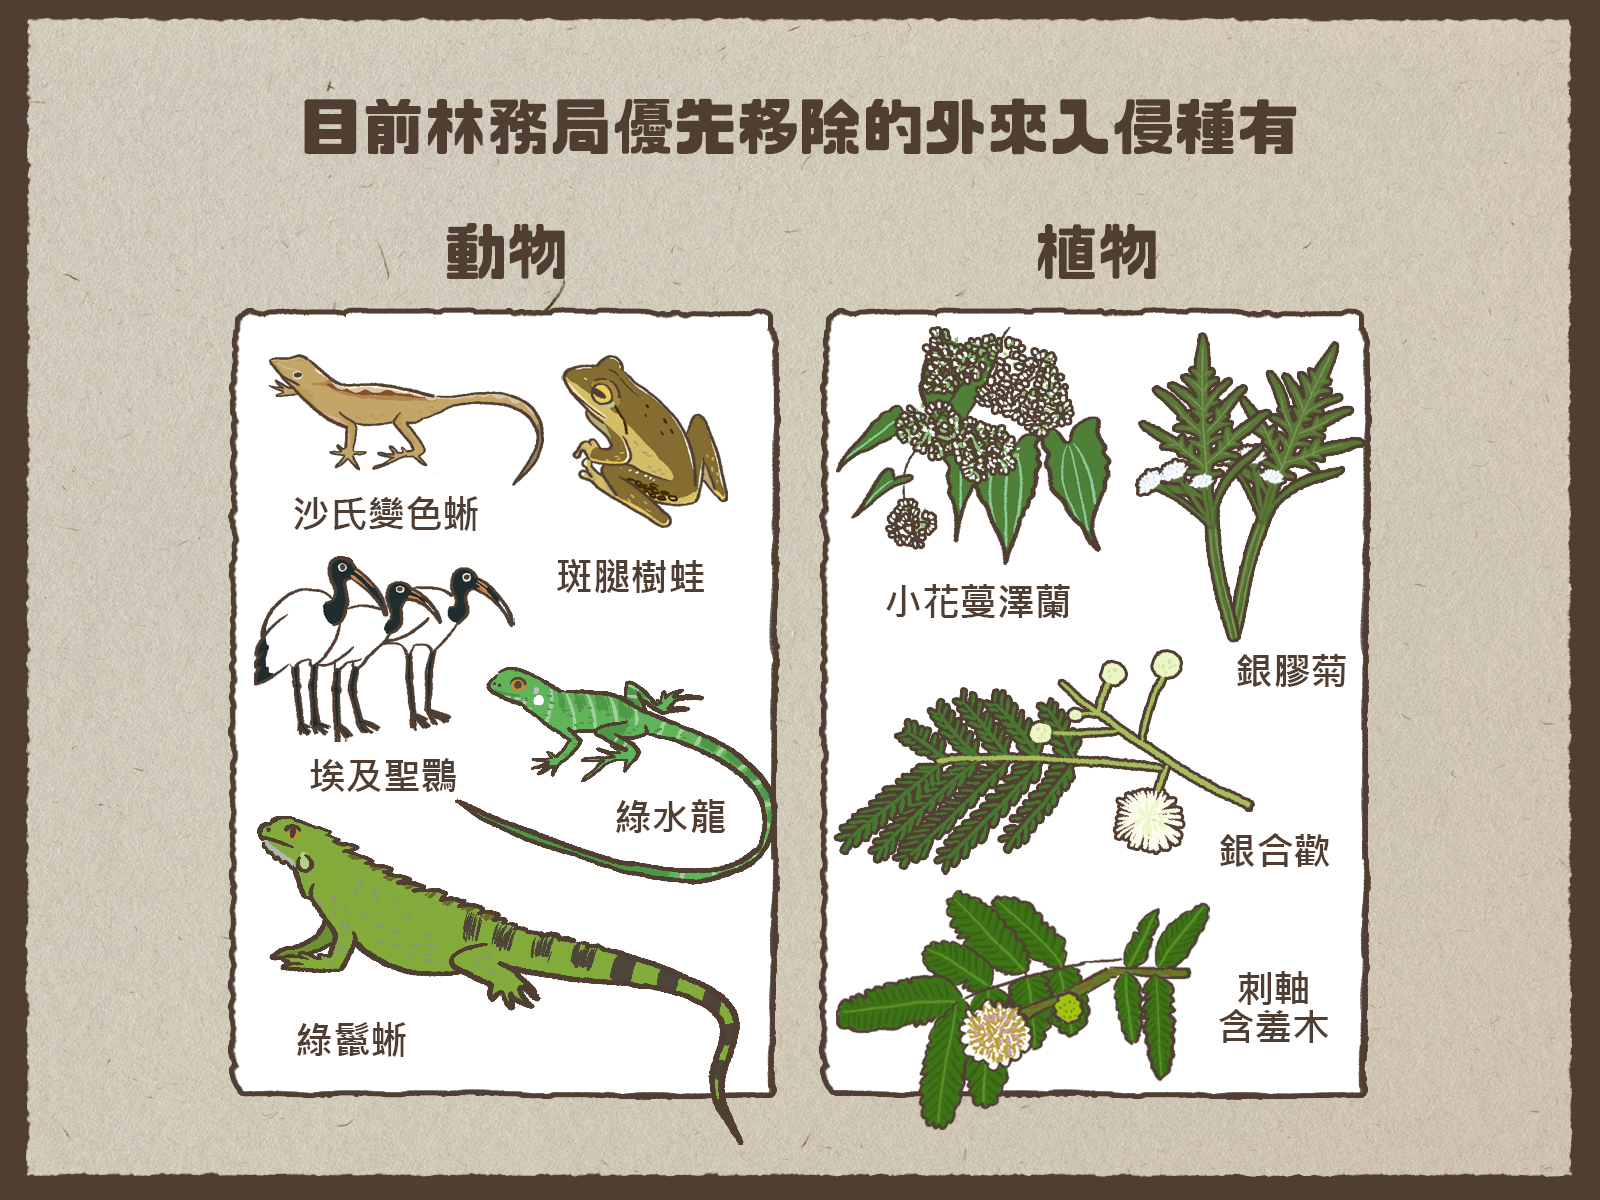 目前林務局優先移除的外來入侵種有
動物
植物
沙氏變色蜥
斑腿樹蛙
埃及聖䴉
綠水龍
綠鬣蜥
小花蔓澤蘭
銀膠菊
銀合歡
刺軸
含羞木